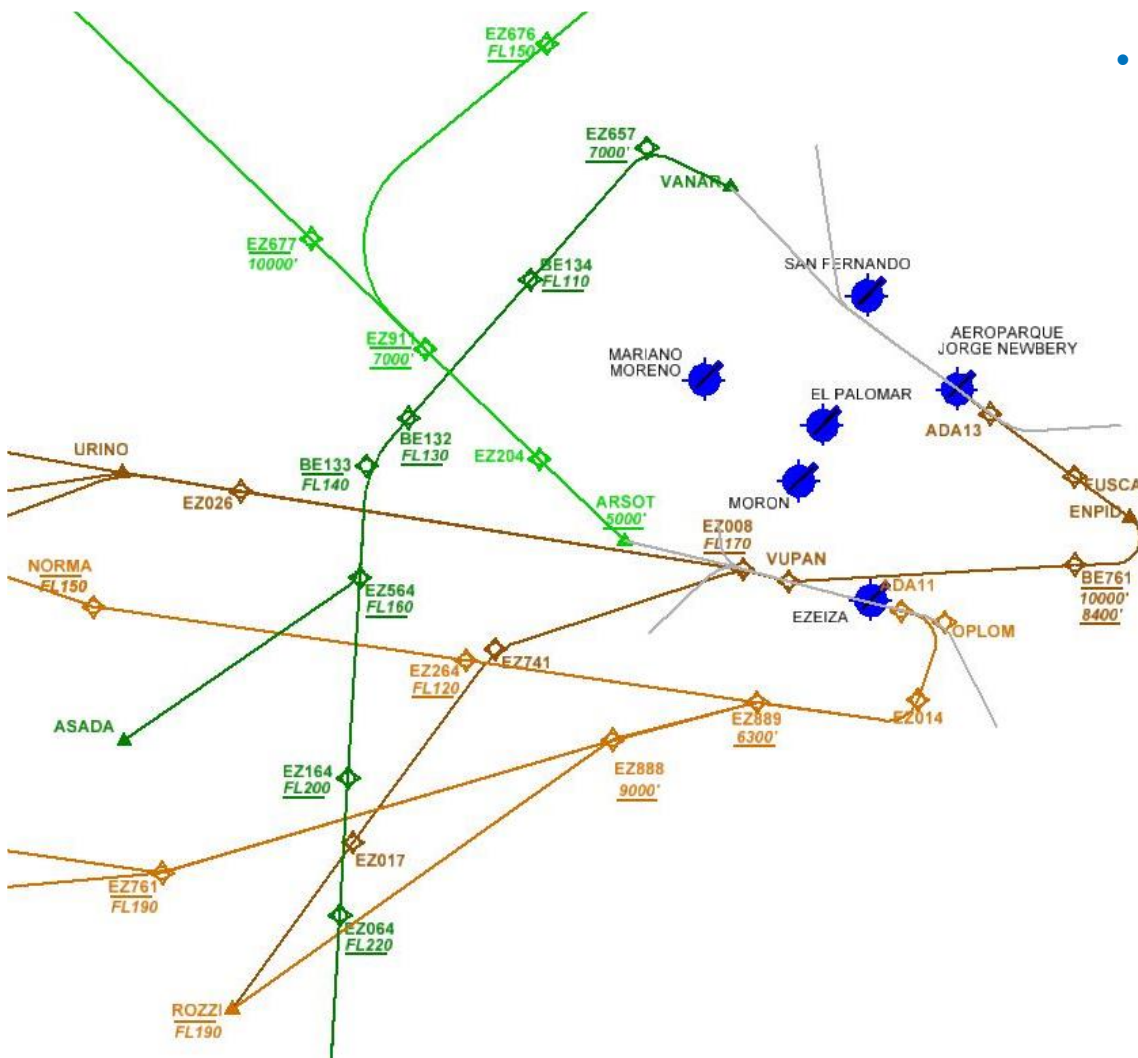 EZ676
FL150
EZ657
7000'
VANAR
EZ677
10000'
BE134
FL110
SAN FERNANDO
AEROPARQUE
JORGE NEWBERY
EZ911
7000'
MARIANO
MORENO
EL PALOMAR
BE132
FL130
ADA13
URINO
BE133
FL140
EZ204
EZ026
MORON
EUSCA
ARSOT
5000'
ENPID
EZ008
FL170
VUPAN
NORMA
FL150
EZ564
FL160
BE761
10000'
8400'
ADA11
EZEIZA
OPLOM
EZ741
EZ264
FL120
ASADA
EZ889
6300'
EZ014
EZ164
FL200
EZ888
9000'
EZ017
EZ761
FL190
EZ064
FL220
ROZZI
FL190